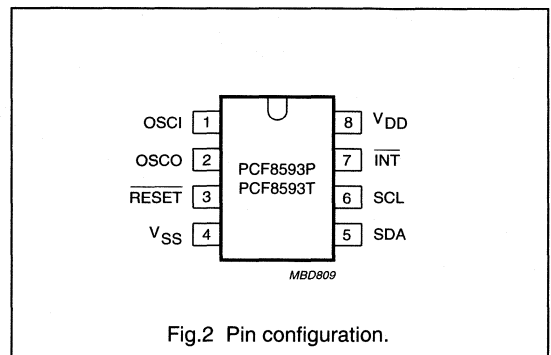 OSCI 1 8 VDD
OSCO 2 7 INT
PCF8593P
PCF8593T
RESET 3 6 SCL
VSS 4 5 SDA
MBD809
Fig.2 Pin configuration.